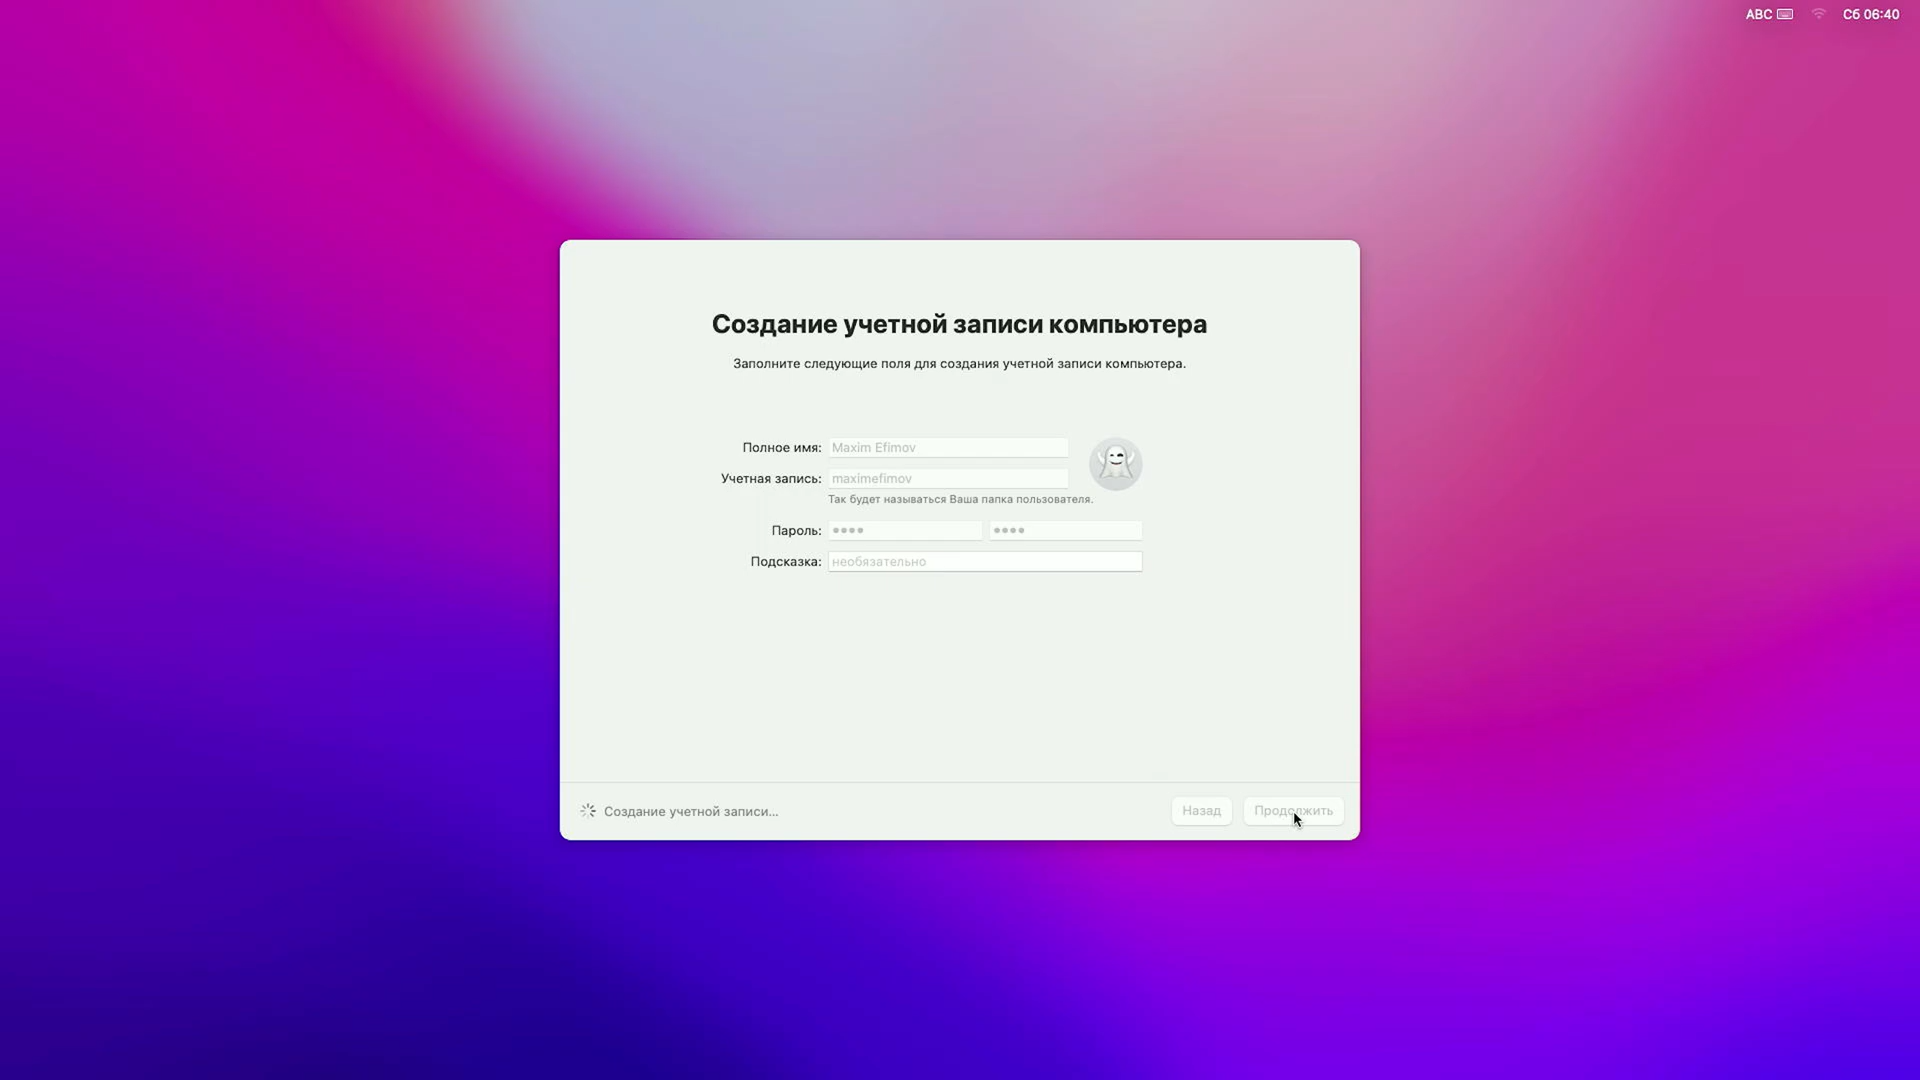 ABC
Сб 06:40
Создание учетной записи компьютера
Заполните следующие поля для создания учетной записи компьютера.
Полное имя: Maxim Efimov
Учетная запись: maximefimov
Так будет называться Ваша папка пользователя.
Пароль: •••• ••••
Подсказка: необязательно
Создание учетной записи...
Назад
Продолжить